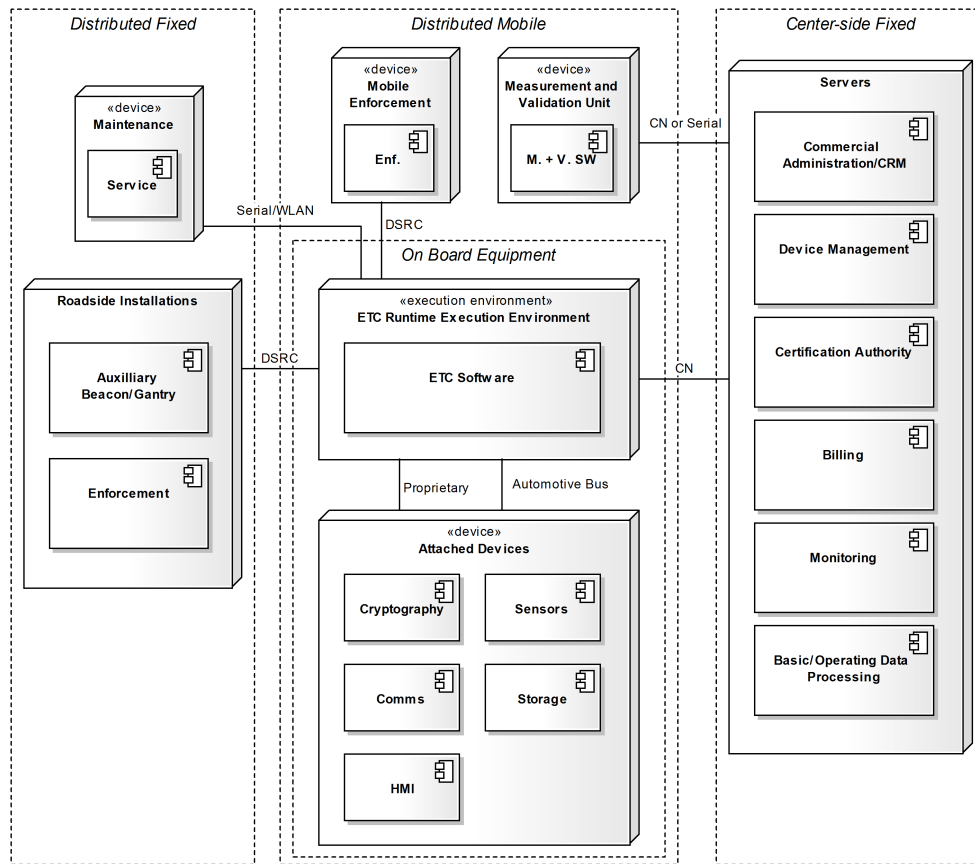 Distributed Fixed
Distributed Mobile
Center-side Fixed
«device»
Maintenance
Service
«device»
Mobile
Enforcement
Enf.
«device»
Measurement and
Validation Unit
M. + V. SW
CN or Serial
Servers
Commercial
Administration/CRM
Device Management
Certification Authority
Billing
Monitoring
Basic/Operating Data
Processing
Serial/WLAN
DSRC
On Board Equipment
Roadside Installations
Auxilliary
Beacon/Gantry
Enforcement
DSRC
«execution environment»
ETC Runtime Execution Environment
ETC Software
CN
Proprietary
Automotive Bus
«device»
Attached Devices
Cryptography
Sensors
Comms
Storage
HMI